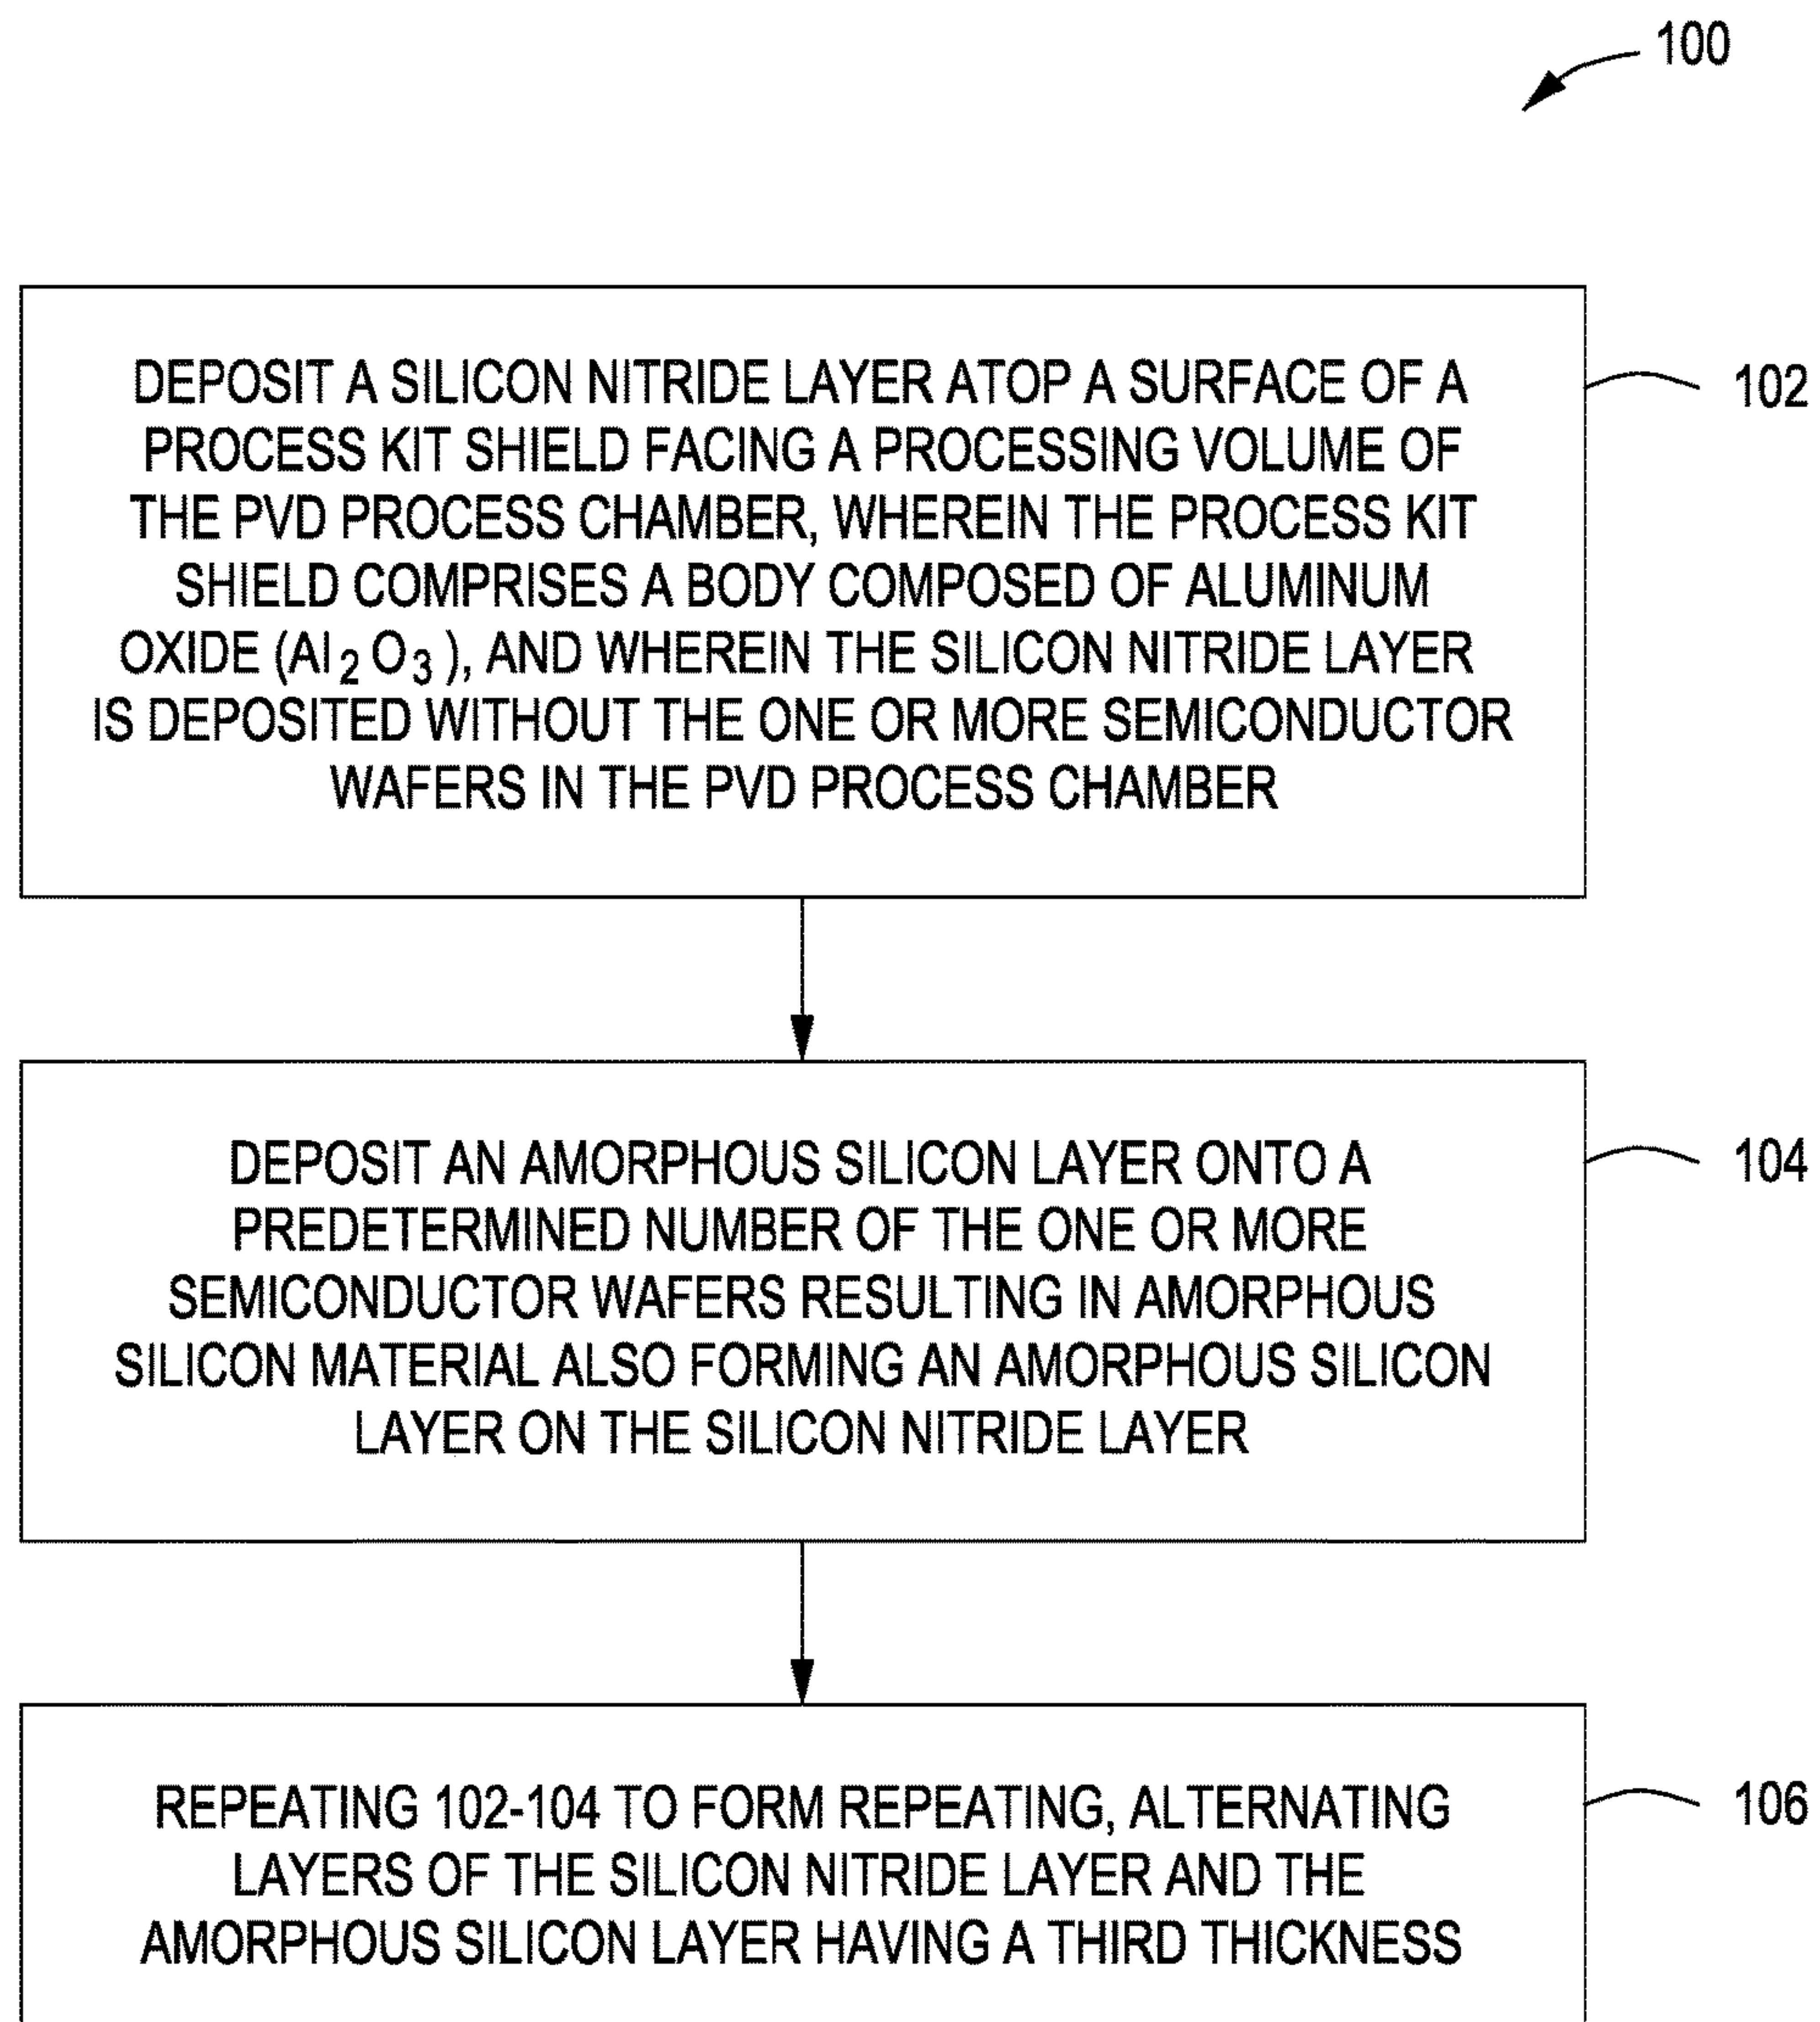 100
DEPOSIT A SILICON NITRIDE LAYER ATOP A SURFACE OF A
PROCESS KIT SHIELD FACING A PROCESSING VOLUME OF
THE PVD PROCESS CHAMBER, WHEREIN THE PROCESS KIT
SHIELD COMPRISES A BODY COMPOSED OF ALUMINUM
OXIDE (Al₂O₃), AND WHEREIN THE SILICON NITRIDE LAYER
IS DEPOSITED WITHOUT THE ONE OR MORE SEMICONDUCTOR
WAFERS IN THE PVD PROCESS CHAMBER
102
DEPOSIT AN AMORPHOUS SILICON LAYER ONTO A
PREDETERMINED NUMBER OF THE ONE OR MORE
SEMICONDUCTOR WAFERS RESULTING IN AMORPHOUS
SILICON MATERIAL ALSO FORMING AN AMORPHOUS SILICON
LAYER ON THE SILICON NITRIDE LAYER
104
REPEATING 102-104 TO FORM REPEATING, ALTERNATING
LAYERS OF THE SILICON NITRIDE LAYER AND THE
AMORPHOUS SILICON LAYER HAVING A THIRD THICKNESS
106